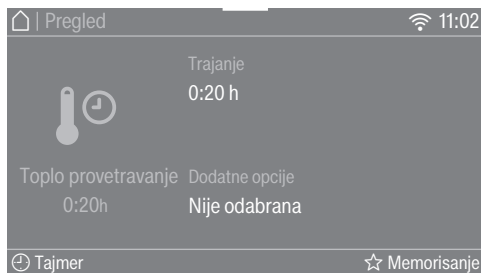 | Pregled 11:02
Trajanje
0:20 h
Toplo provetravanje
0:20h
Dodatne opcije
Nije odabrana
Tajmer
Memorisanje